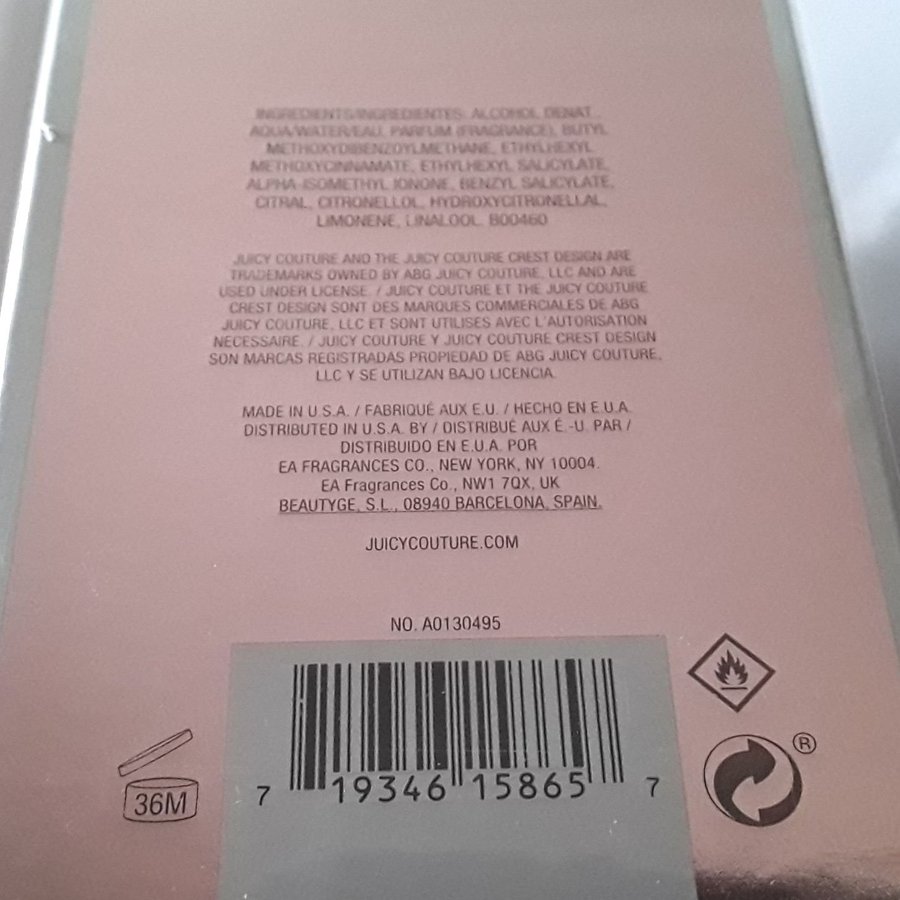 INGREDIENTS/INGREDIENTES: ALCOHOL DENAT.,
AQUA/WATER/EAU, PARFUM (FRAGRANCE), BUTYL
METHOXYDIBENZOYLMETHANE, ETHYLHEXYL
METHOXYCINNAMATE, ETHYLHEXYL SALICYLATE,
ALPHA-ISOMETHYL IONONE, BENZYL SALICYLATE,
CITRAL, CITRONELLOL, HYDROXYCITRONELLAL,
LIMONENE, LINALOOL. B00460
JUICY COUTURE AND THE JUICY COUTURE CREST DESIGN ARE
TRADEMARKS OWNED BY ABG JUICY COUTURE, LLC AND ARE
USED UNDER LICENSE. / JUICY COUTURE ET THE JUICY COUTURE
CREST DESIGN SONT DES MARQUES COMMERCIALES DE ABG
JUICY COUTURE, LLC ET SONT UTILISÉS AVEC L'AUTORISATION
NÉCESSAIRE. / JUICY COUTURE Y JUICY COUTURE CREST DESIGN
SON MARCAS REGISTRADAS PROPIEDAD DE ABG JUICY COUTURE,
LLC Y SE UTILIZAN BAJO LICENCIA.
MADE IN U.S.A. / FABRIQUÉ AUX E.U. / HECHO EN E.U.A.
DISTRIBUTED IN U.S.A. BY / DISTRIBUÉ AUX É.-U. PAR /
DISTRIBUIDO EN E.U.A. POR
EA FRAGRANCES CO., NEW YORK, NY 10004.
EA Fragrances Co., NW1 7QX, UK
BEAUTYGE, S.L., 08940 BARCELONA, SPAIN.
JUICYCOUTURE.COM
NO. A0130495
36M
7 19346 15865 7
®